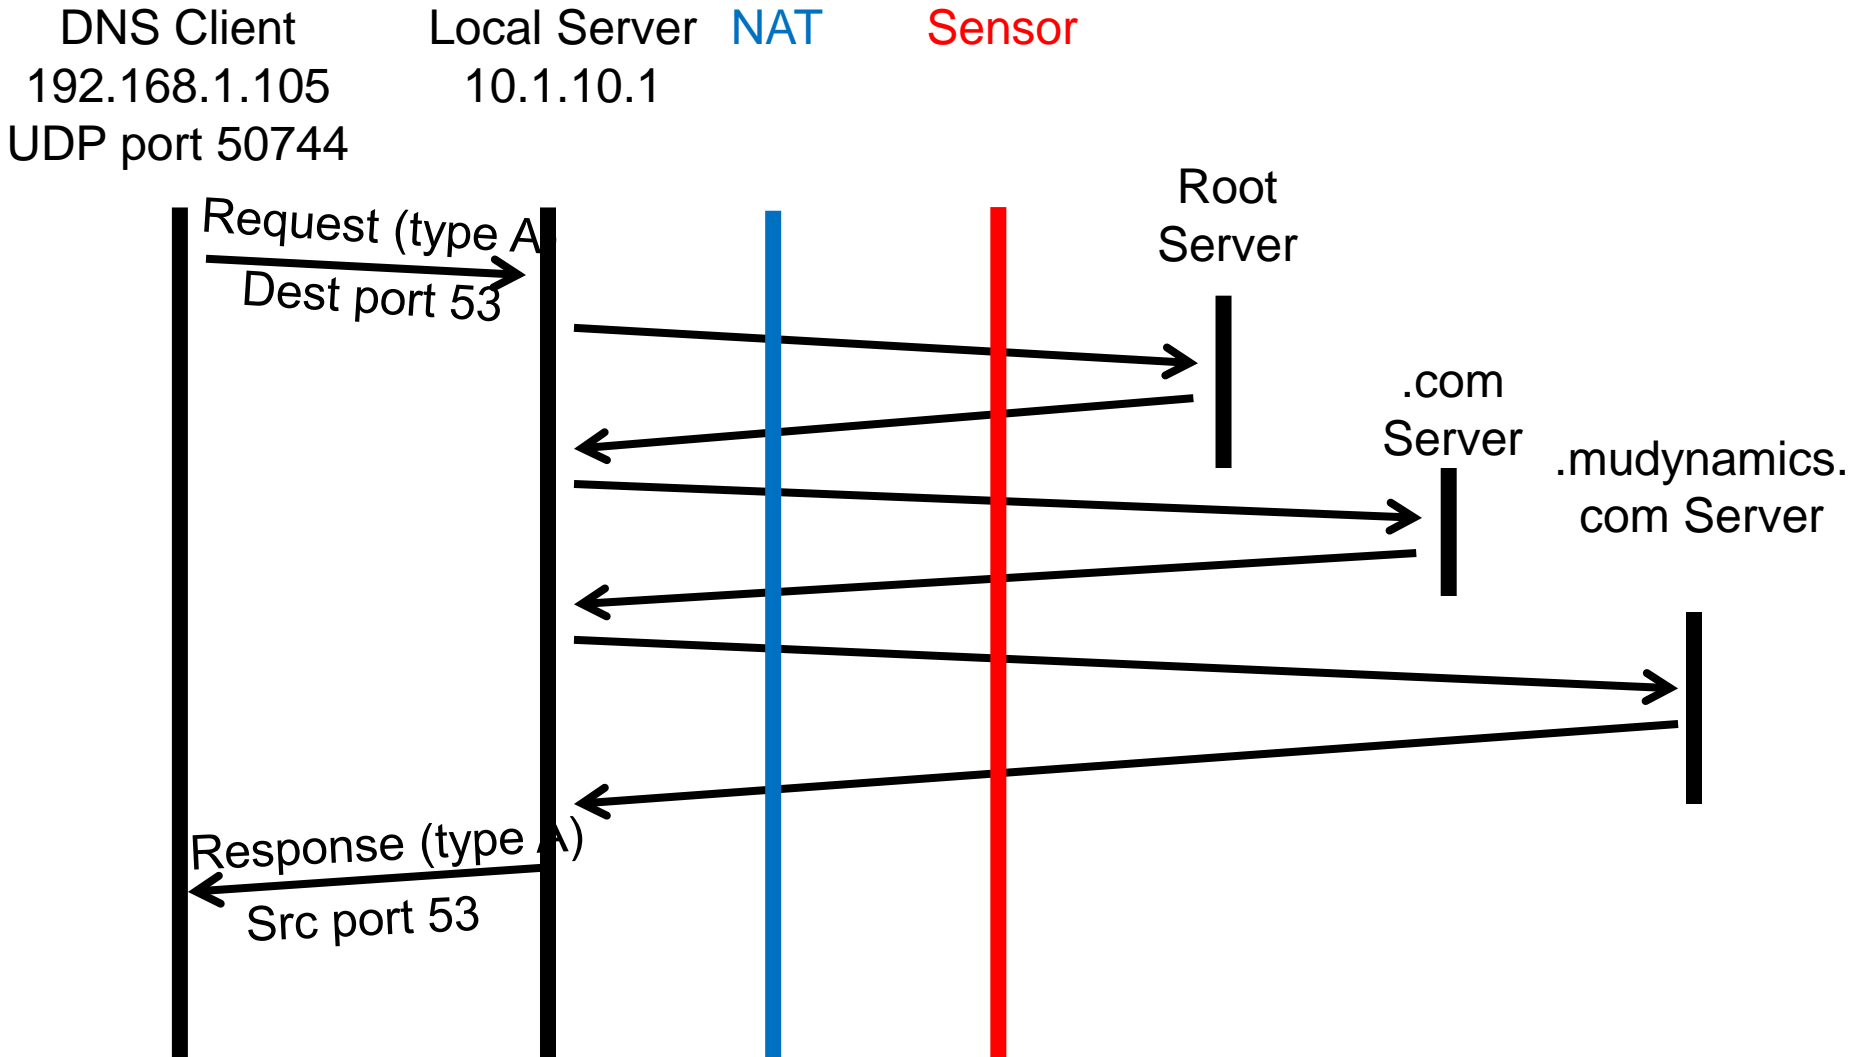 DNS Client
192.168.1.105
UDP port 50744
Local Server
10.1.10.1
NAT
Sensor
Root
Server
.com
Server
.mudynamics.
com Server
Request (type A)
Dest port 53
Response (type A)
Src port 53